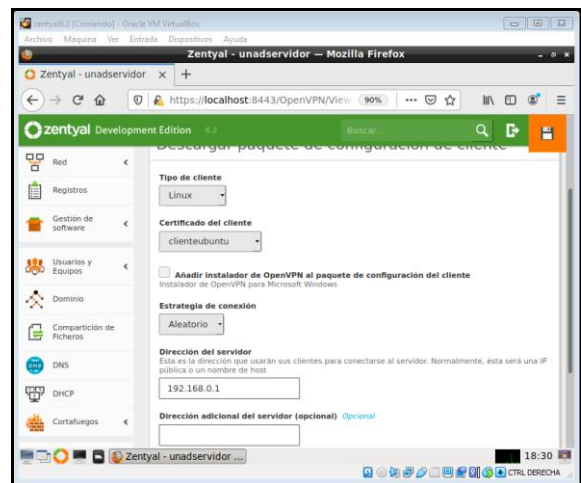 zentyal6.2 [Corriendo] - Oracle VM VirtualBox
Archivo Máquina Ver Entrada Dispositivos Ayuda
Zentyal - unadservidor — Mozilla Firefox
Zentyal - unadservidor × +
https://localhost:8443/OpenVPN/View 90%
zentyal Development Edition 6.2 Buscar...
Descargar paquete de configuración de cliente
Red
Tipo de cliente
Linux
Registros
Certificado del cliente
clienteubuntu
Gestión de software
Añadir instalador de OpenVPN al paquete de configuración del cliente
Instalador de OpenVPN para Microsoft Windows
Usuarios y Equipos
Estrategia de conexión
Aleatorio
Dominio
Compartición de Ficheros
Dirección del servidor
Esta es la dirección que usarán sus clientes para conectarse al servidor. Normalmente, ésta será una IP
pública o un nombre de host
192.168.0.1
DNS
DHCP
Dirección adicional del servidor (opcional) Opcional
Cortafuegos
Zentyal - unadservidor ... 18:30
CTRL DERECHA